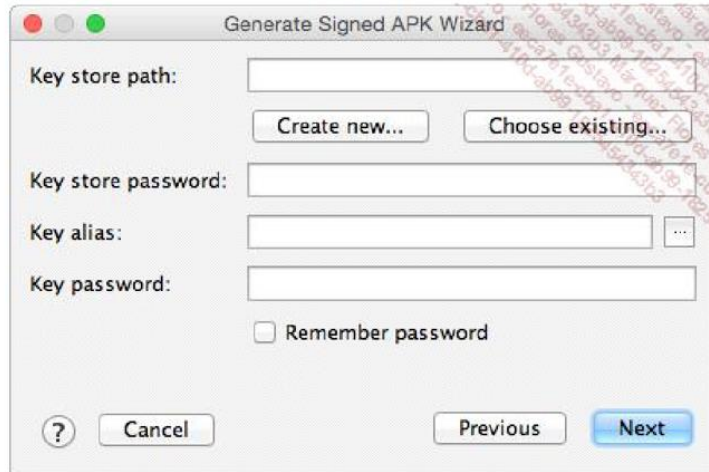 Generate Signed APK Wizard
Key store path:
Create new... Choose existing...
Key store password:
Key alias: ...
Key password:
Remember password
? Cancel Previous Next